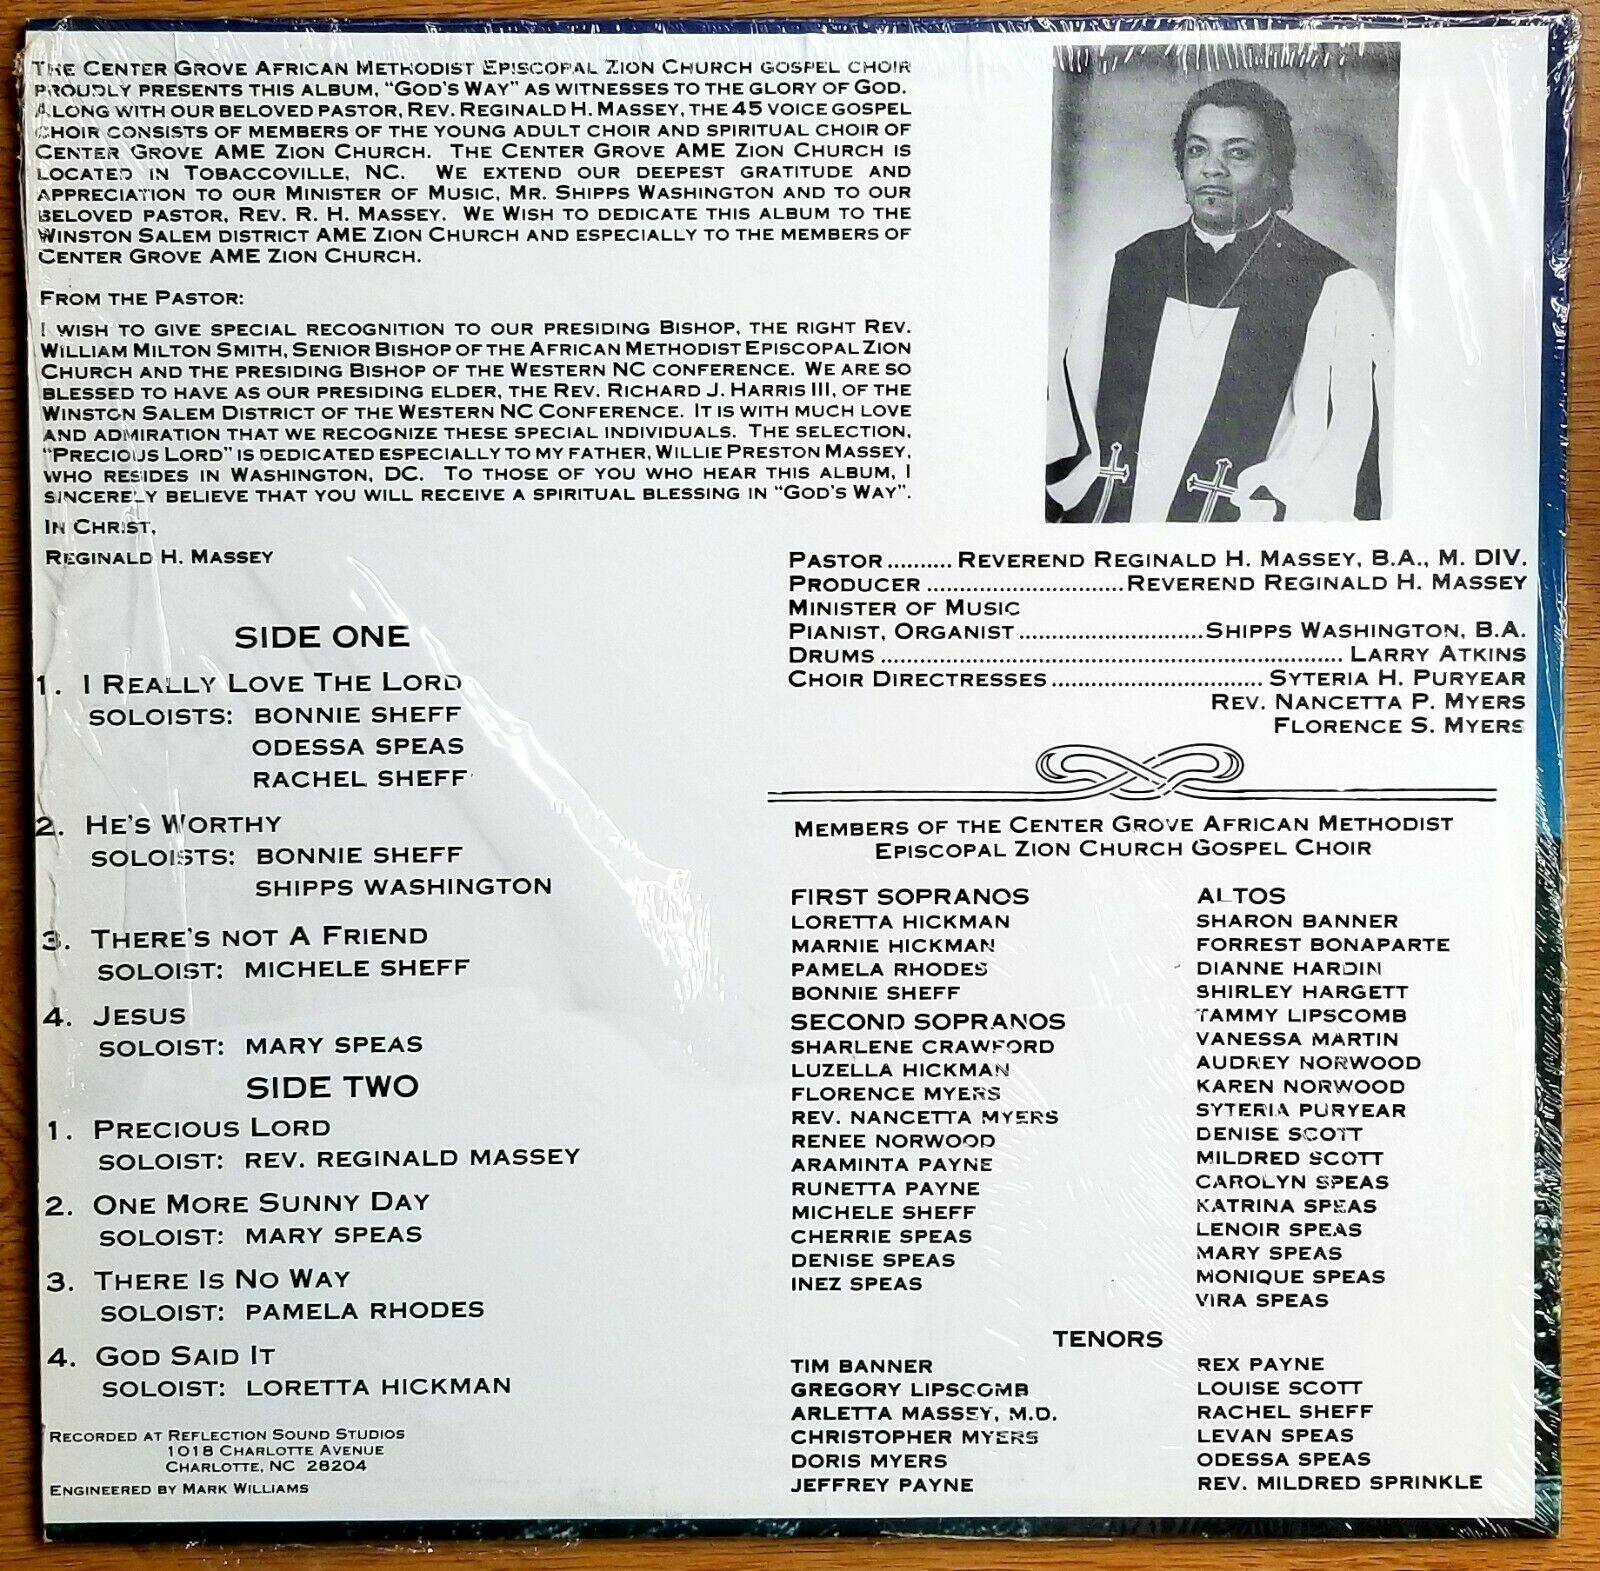 THE CENTER GROVE AFRICAN METHODIST EPISCOPAL ZION CHURCH GOSPEL CHOIR
PROUDLY PRESENTS THIS ALBUM, "GOD'S WAY" AS WITNESSES TO THE GLORY OF GOD.
ALONG WITH OUR BELOVED PASTOR, REV. REGINALD H. MASSEY, THE 45 VOICE GOSPEL
CHOIR CONSISTS OF MEMBERS OF THE YOUNG ADULT CHOIR AND SPIRITUAL CHOIR OF
CENTER GROVE AME ZION CHURCH. THE CENTER GROVE AME ZION CHURCH IS
LOCATED IN TOBACCOVILLE, NC. WE EXTEND OUR DEEPEST GRATITUDE AND
APPRECIATION TO OUR MINISTER OF MUSIC, MR. SHIPPS WASHINGTON AND TO OUR
BELOVED PASTOR, REV. R. H. MASSEY. WE WISH TO DEDICATE THIS ALBUM TO THE
WINSTON SALEM DISTRICT AME ZION CHURCH AND ESPECIALLY TO THE MEMBERS OF
CENTER GROVE AME ZION CHURCH.
FROM THE PASTOR:
I WISH TO GIVE SPECIAL RECOGNITION TO OUR PRESIDING BISHOP, THE RIGHT REV.
WILLIAM MILTON SMITH, SENIOR BISHOP OF THE AFRICAN METHODIST EPISCOPAL ZION
CHURCH AND THE PRESIDING BISHOP OF THE WESTERN NC CONFERENCE. WE ARE SO
BLESSED TO HAVE AS OUR PRESIDING ELDER, THE REV. RICHARD J. HARRIS III, OF THE
WINSTON SALEM DISTRICT OF THE WESTERN NC CONFERENCE. IT IS WITH MUCH LOVE
AND ADMIRATION THAT WE RECOGNIZE THESE SPECIAL INDIVIDUALS. THE SELECTION,
"PRECIOUS LORD" IS DEDICATED ESPECIALLY TO MY FATHER, WILLIE PRESTON MASSEY,
WHO RESIDES IN WASHINGTON, DC. TO THOSE OF YOU WHO HEAR THIS ALBUM, I
SINCERELY BELIEVE THAT YOU WILL RECEIVE A SPIRITUAL BLESSING IN "GOD'S WAY".
IN CHRIST,
REGINALD H. MASSEY
SIDE ONE
1. I REALLY LOVE THE LORD
SOLOISTS: BONNIE SHEFF
ODESSA SPEAS
RACHEL SHEFF
2. HE'S WORTHY
SOLOISTS: BONNIE SHEFF
SHIPPS WASHINGTON
3. THERE'S NOT A FRIEND
SOLOIST: MICHELE SHEFF
4. JESUS
SOLOIST: MARY SPEAS
SIDE TWO
1. PRECIOUS LORD
SOLOIST: REV. REGINALD MASSEY
2. ONE MORE SUNNY DAY
SOLOIST: MARY SPEAS
3. THERE IS NO WAY
SOLOIST: PAMELA RHODES
4. GOD SAID IT
SOLOIST: LORETTA HICKMAN
RECORDED AT REFLECTION SOUND STUDIOS
1018 CHARLOTTE AVENUE
CHARLOTTE, NC 28204
ENGINEERED BY MARK WILLIAMS
PASTOR .......... REVEREND REGINALD H. MASSEY, B.A., M. DIV.
PRODUCER .............................. REVEREND REGINALD H. MASSEY
MINISTER OF MUSIC
PIANIST, ORGANIST ............................ SHIPPS WASHINGTON, B.A.
DRUMS ...................................................................... LARRY ATKINS
CHOIR DIRECTRESSES ................................ SYTERIA H. PURYEAR
REV. NANCETTA P. MYERS
FLORENCE S. MYERS
MEMBERS OF THE CENTER GROVE AFRICAN METHODIST
EPISCOPAL ZION CHURCH GOSPEL CHOIR
FIRST SOPRANOS
LORETTA HICKMAN
MARNIE HICKMAN
PAMELA RHODES
BONNIE SHEFF
SECOND SOPRANOS
SHARLENE CRAWFORD
LUZELLA HICKMAN
FLORENCE MYERS
REV. NANCETTA MYERS
RENEE NORWOOD
ARAMINTA PAYNE
RUNETTA PAYNE
MICHELE SHEFF
CHERRIE SPEAS
DENISE SPEAS
INEZ SPEAS
ALTOS
SHARON BANNER
FORREST BONAPARTE
DIANNE HARDIN
SHIRLEY HARGETT
TAMMY LIPSCOMB
VANESSA MARTIN
AUDREY NORWOOD
KAREN NORWOOD
SYTERIA PURYEAR
DENISE SCOTT
MILDRED SCOTT
CAROLYN SPEAS
KATRINA SPEAS
LENOIR SPEAS
MARY SPEAS
MONIQUE SPEAS
VIRA SPEAS
TENORS
TIM BANNER
GREGORY LIPSCOMB
ARLETTA MASSEY, M.D.
CHRISTOPHER MYERS
DORIS MYERS
JEFFREY PAYNE
REX PAYNE
LOUISE SCOTT
RACHEL SHEFF
LEVAN SPEAS
ODESSA SPEAS
REV. MILDRED SPRINKLE